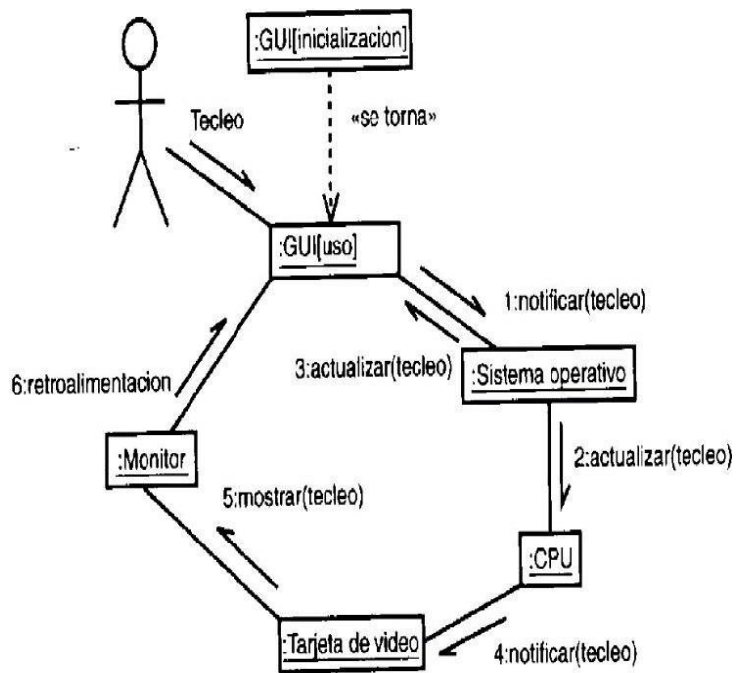 :GUI[inicializacion]
Tecleo
«se torna»
:GUI[uso]
1:notificar(tecleo)
3:actualizar(tecleo)
:Sistema operativo
6:retroalimentacion
:Monitor
2:actualizar(tecleo)
5:mostrar(tecleo)
:CPU
:Tarjeta de video
4:notificar(tecleo)